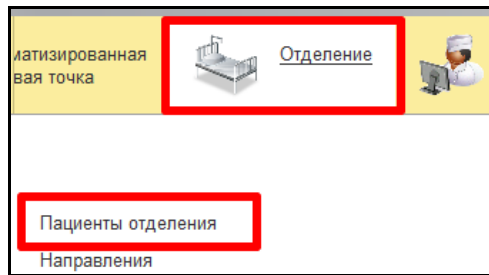 матизированная
вая точка
Отделение
Пациенты отделения
Направления